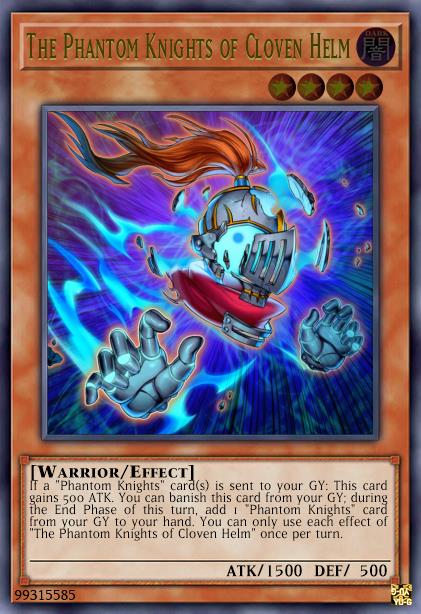 The Phantom Knights of Cloven Helm
DARK
闇
[Warrior/Effect]
If a "Phantom Knights" card(s) is sent to your GY: This card
gains 500 ATK. You can banish this card from your GY; during
the End Phase of this turn, add 1 "Phantom Knights" card
from your GY to your hand. You can only use each effect of
"The Phantom Knights of Cloven Helm" once per turn.
ATK/1500 DEF/ 500
99315585